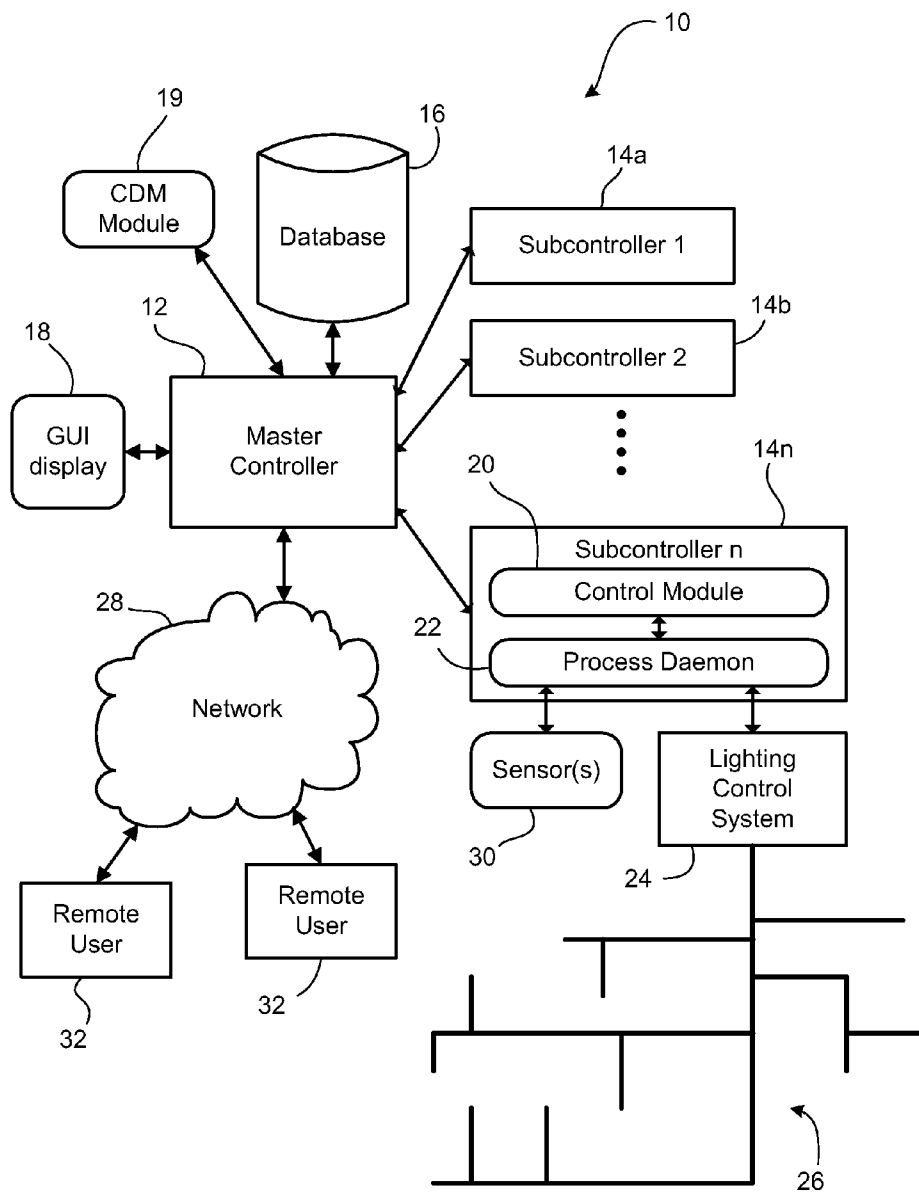 10
19
16
CDM
Module
Database
14a
Subcontroller 1
12
18
14b
Subcontroller 2
GUI
display
Master
Controller
20
14n
Subcontroller n
Control Module
28
22
Process Daemon
Network
Sensor(s)
30
Lighting
Control
System
24
Remote
User
32
Remote
User
32
26